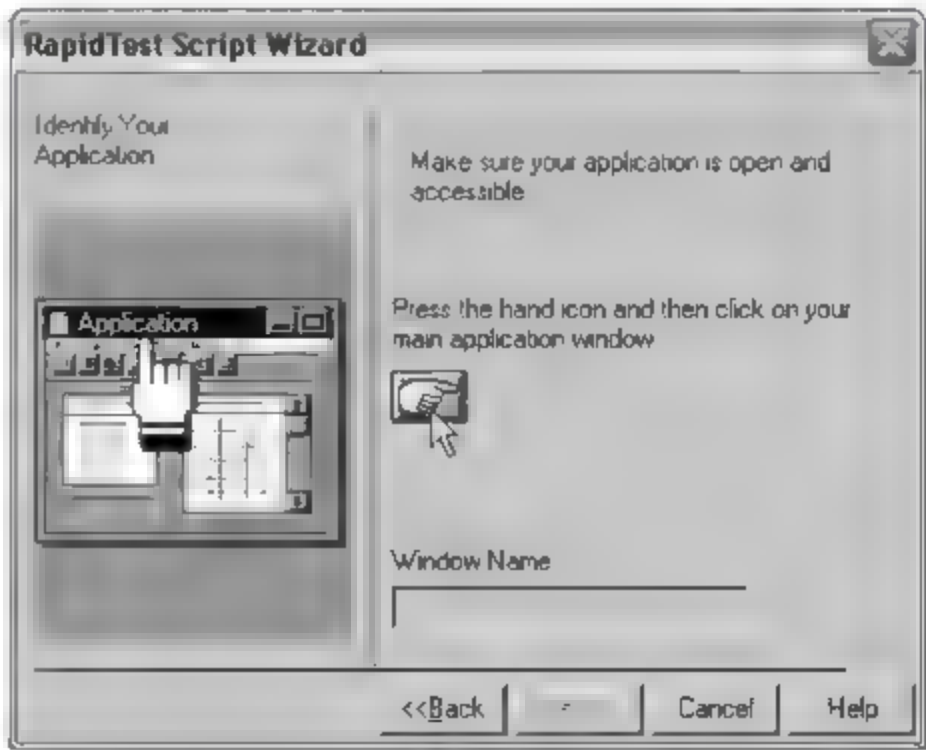 RapidTest Script Wizard
Identify Your
Application
Make sure your application is open and
accessible
Application
Press the hand icon and then click on your
main application window
Window Name
<<Back
Cancel
Help